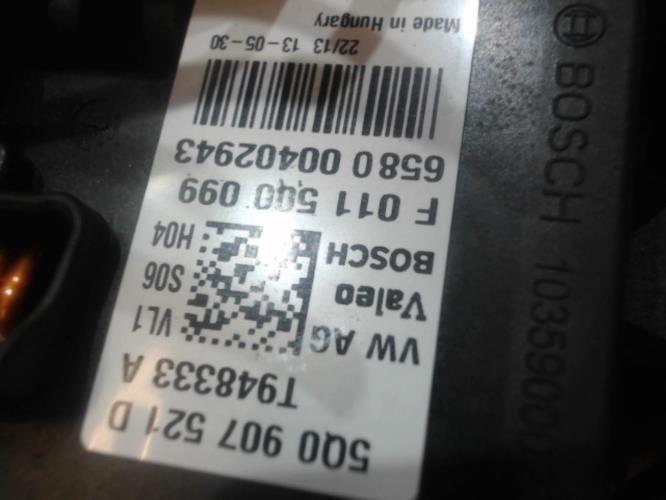 5Q0 907 521 D
T948333 A
VW AG VL1
Valeo S06
BOSCH H04
F 011 5Q0 099
6580 00402943
22/13 13-05-30
Made in Hungary
BOSCH